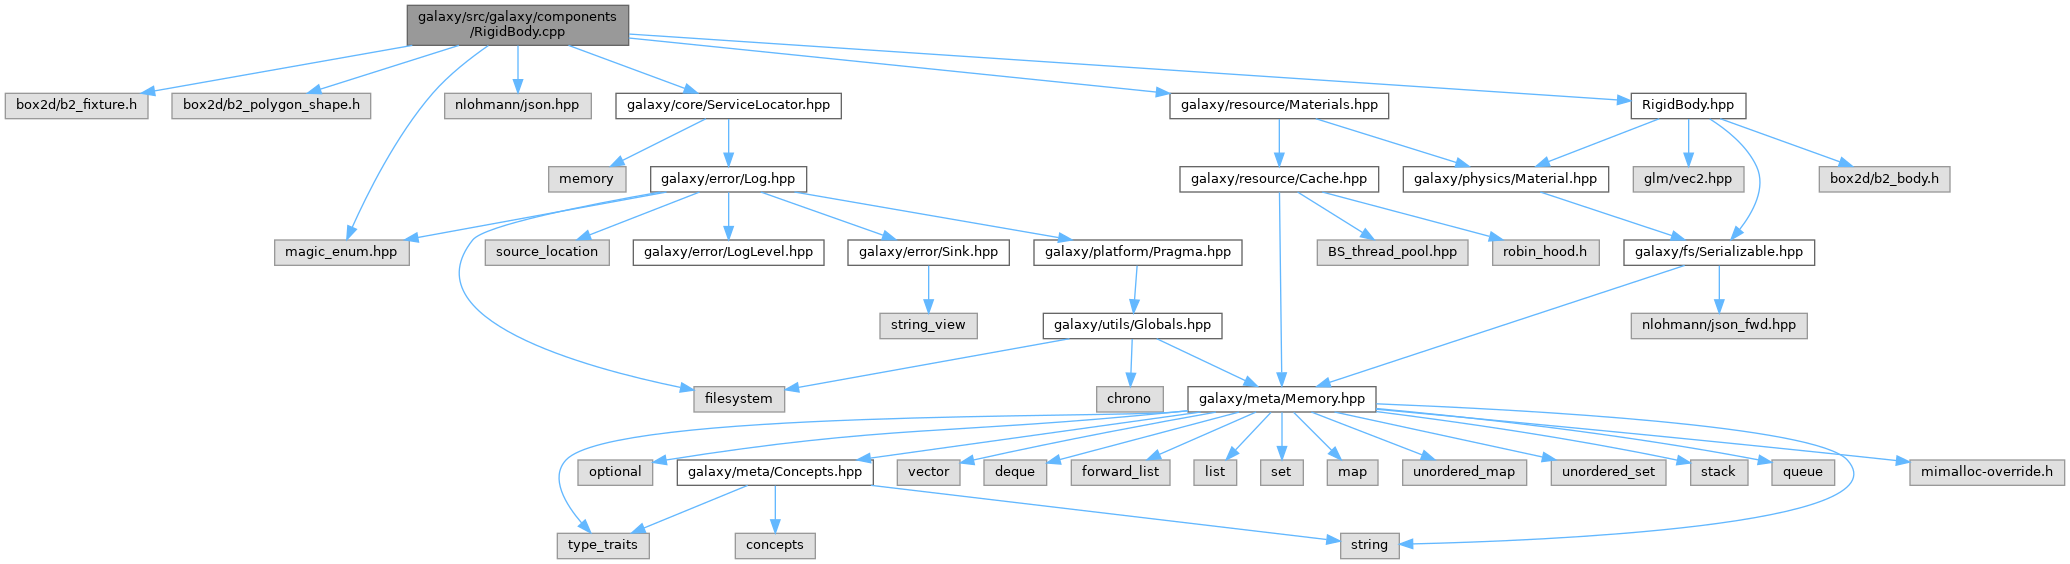 galaxy/src/galaxy/components
/RigidBody.cpp
box2d/b2_fixture.h
box2d/b2_polygon_shape.h
nlohmann/json.hpp
galaxy/core/ServiceLocator.hpp
galaxy/resource/Materials.hpp
RigidBody.hpp
memory
galaxy/error/Log.hpp
galaxy/resource/Cache.hpp
galaxy/physics/Material.hpp
glm/vec2.hpp
box2d/b2_body.h
magic_enum.hpp
source_location
galaxy/error/LogLevel.hpp
galaxy/error/Sink.hpp
galaxy/platform/Pragma.hpp
BS_thread_pool.hpp
robin_hood.h
galaxy/fs/Serializable.hpp
string_view
galaxy/utils/Globals.hpp
nlohmann/json_fwd.hpp
filesystem
chrono
galaxy/meta/Memory.hpp
optional
galaxy/meta/Concepts.hpp
vector
deque
forward_list
list
set
map
unordered_map
unordered_set
stack
queue
mimalloc-override.h
type_traits
concepts
string